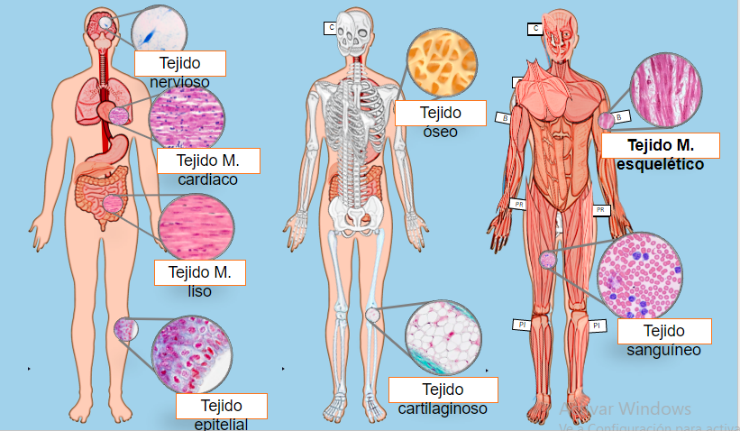 Tejido
nervioso
Tejido M.
cardiaco
Tejido M.
liso
Tejido
epitelial
C
Tejido
óseo
Tejido
cartilaginoso
C
B
B
Tejido M.
esquelético
PR
PR
Tejido
sanguíneo
PI
PI
Activar Windows
Ve a Configuración para activa